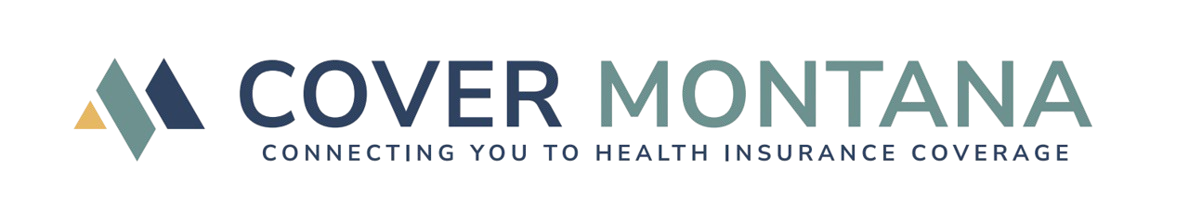 COVER MONTANA
CONNECTING YOU TO HEALTH INSURANCE COVERAGE